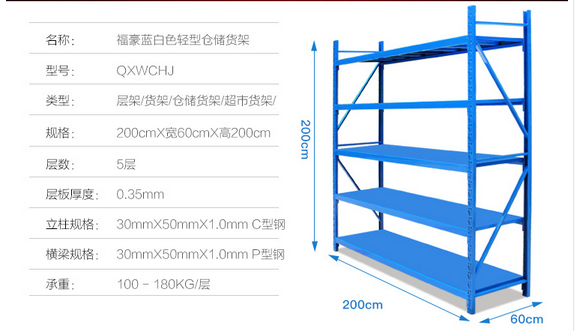 名称： 福豪蓝白色轻型仓储货架
型号： QXWCHJ
类型： 层架/货架/仓储货架/超市货架/
规格： 200cmX宽60cmX高200cm
层数： 5层
层板厚度： 0.35mm
立柱规格： 30mmX50mmX1.0mm C型钢
横梁规格： 30mmX50mmX1.0mm P型钢
承重： 100 - 180KG/层
200cm
200cm
60cm